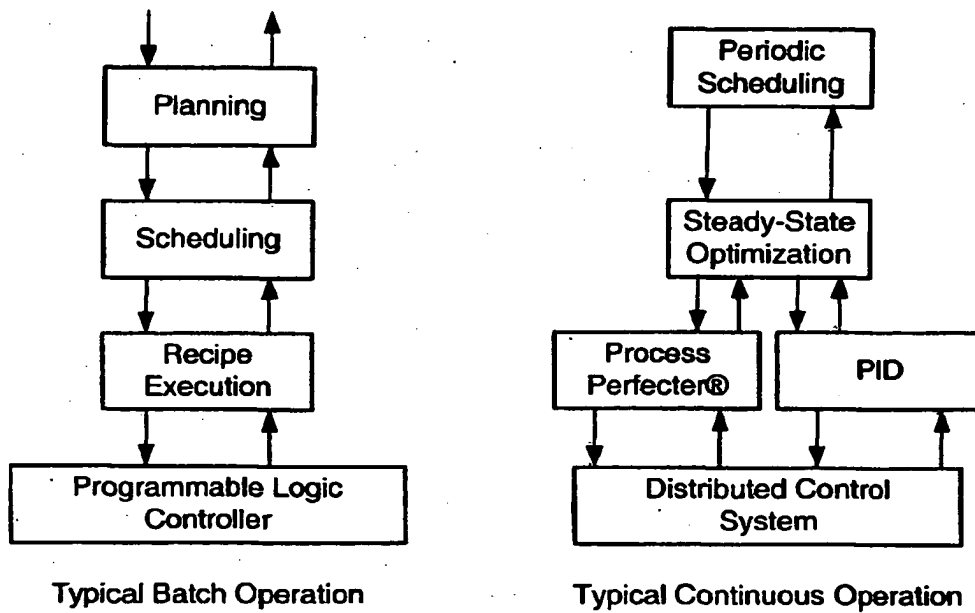 Planning
Scheduling
Recipe
Execution
Programmable Logic
Controller
Typical Batch Operation
Periodic
Scheduling
Steady-State
Optimization
Process
Perfecter®
PID
Distributed Control
System
Typical Continuous Operation